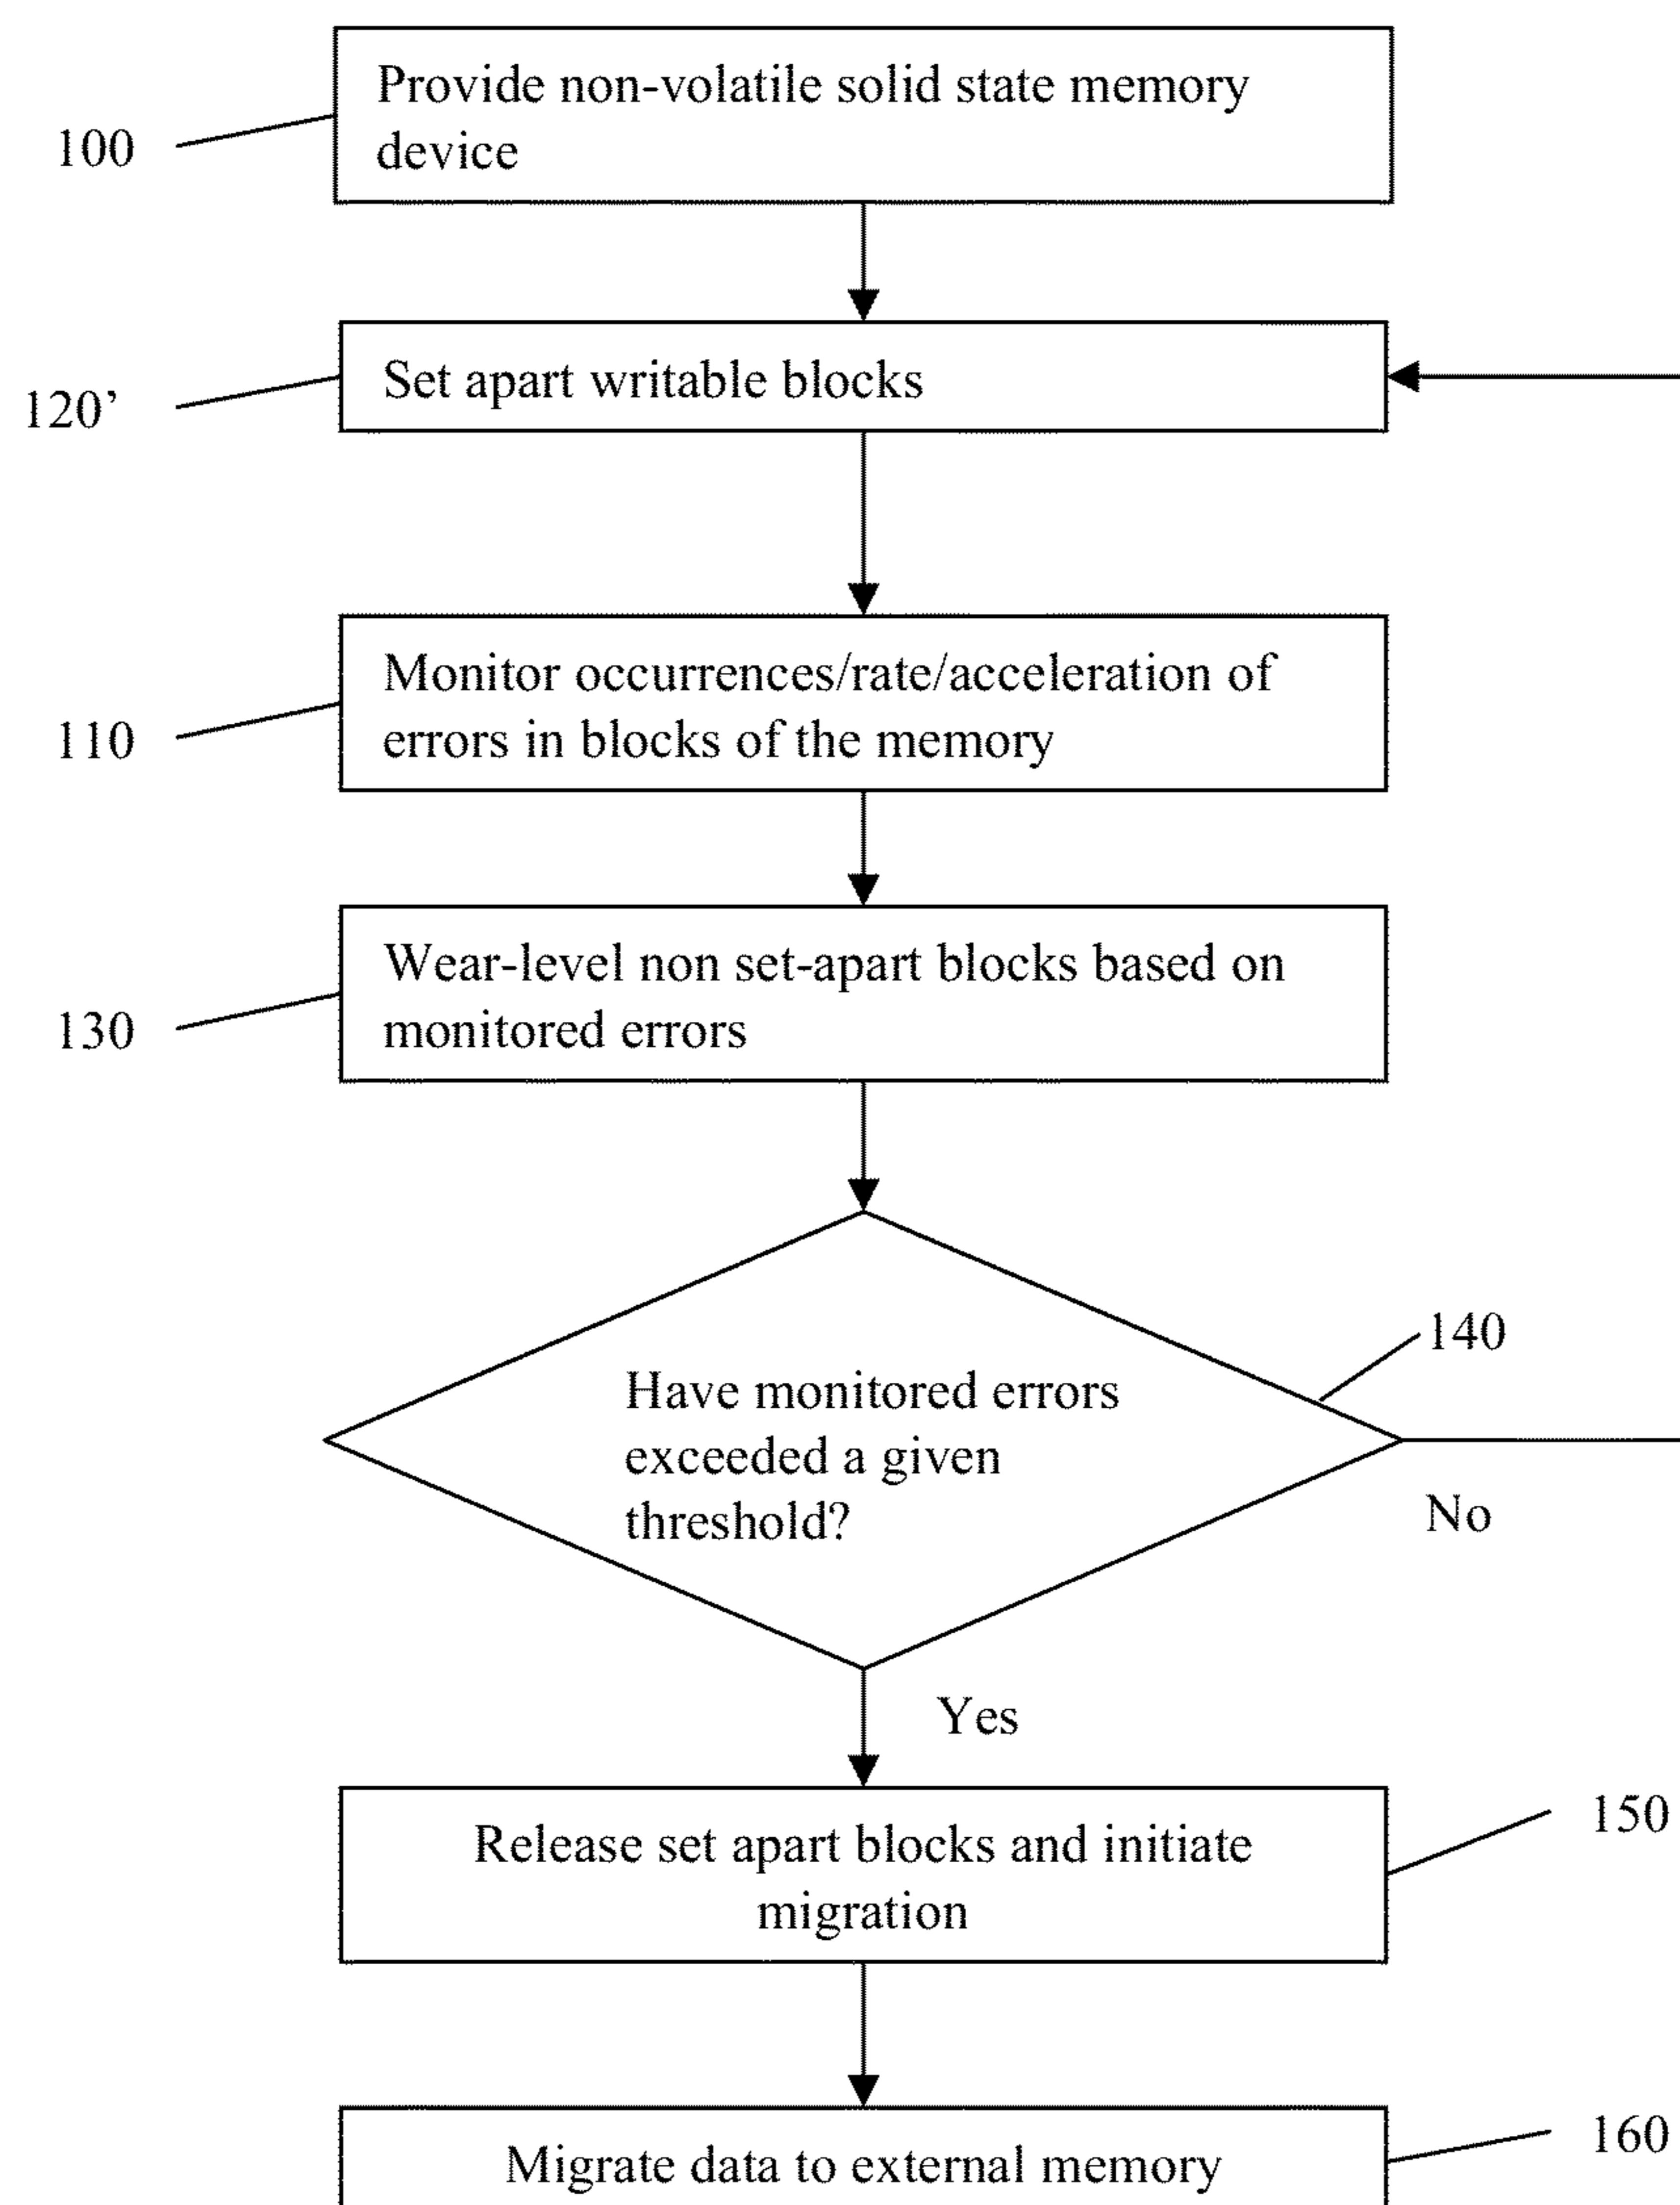 Provide non-volatile solid state memory
device
100
Set apart writable blocks
120’
Monitor occurrences/rate/acceleration of
errors in blocks of the memory
110
Wear-level non set-apart blocks based on
monitored errors
130
140
Have monitored errors
exceeded a given
threshold?
No
Yes
150
Release set apart blocks and initiate
migration
160
Migrate data to external memory